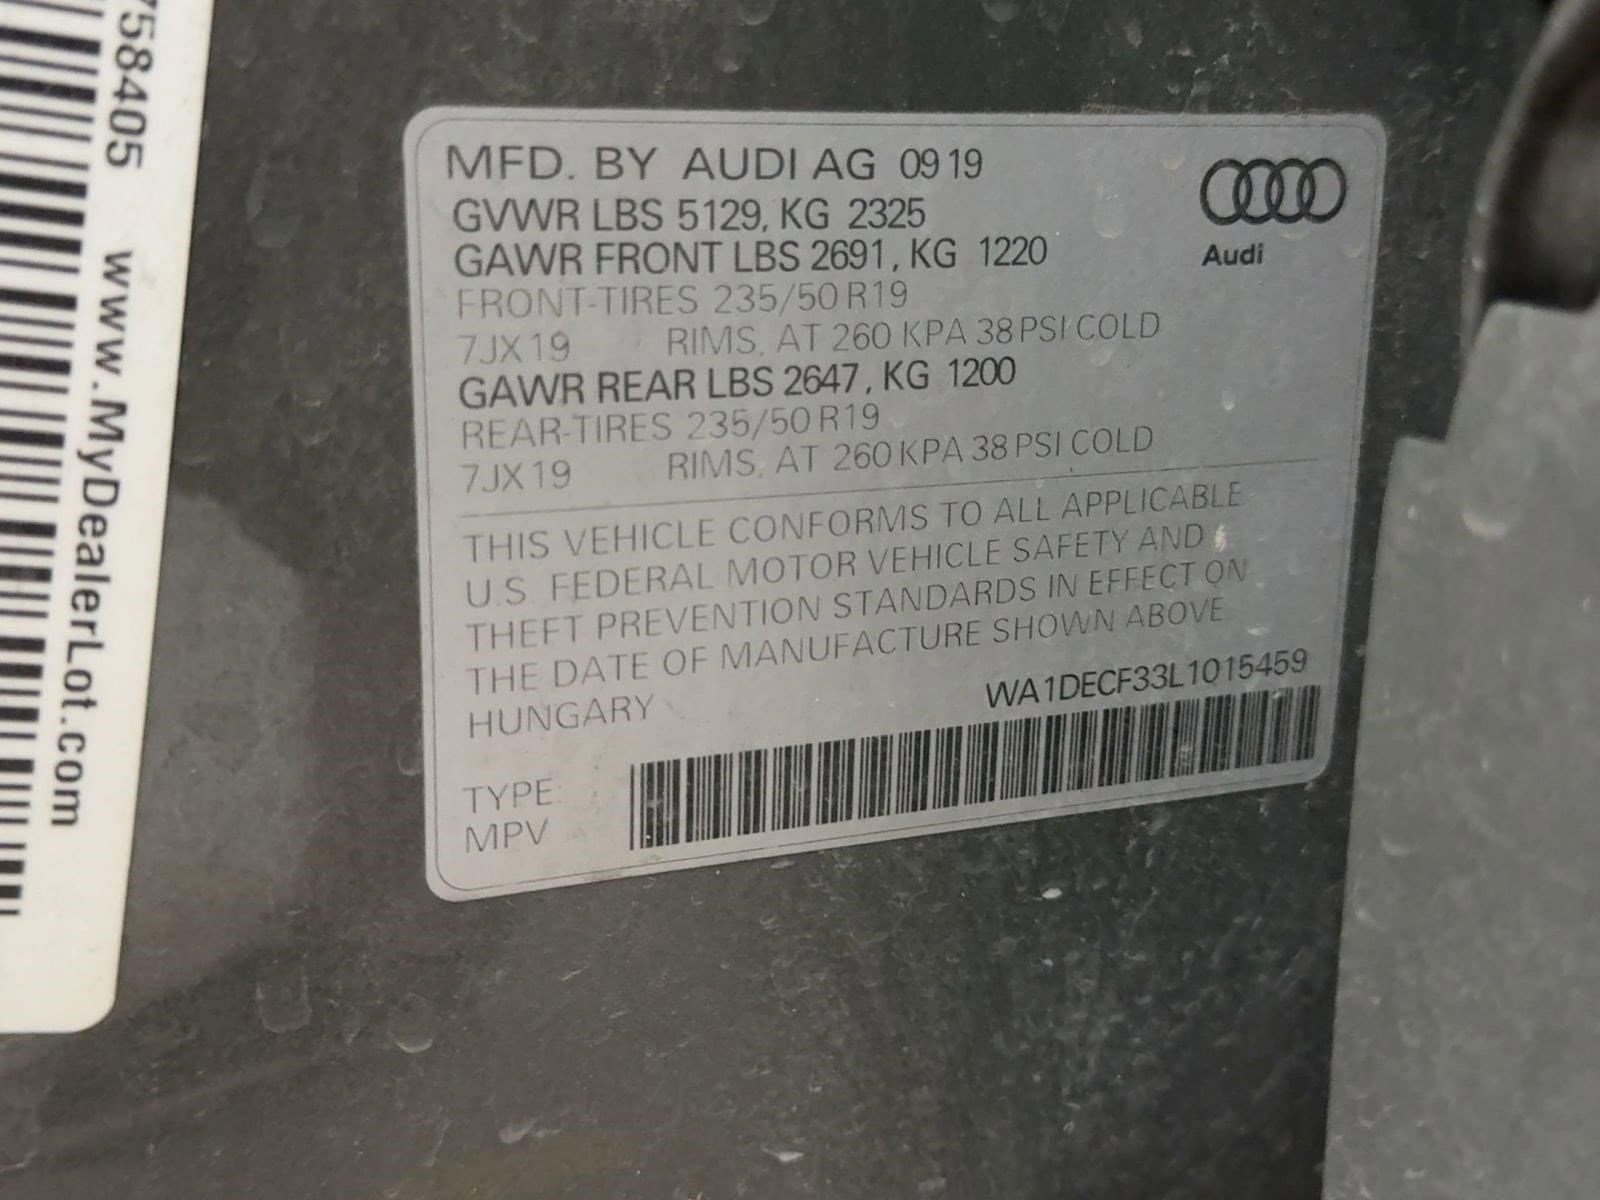 758405 www.MyDealerLot.com
MFD. BY AUDI AG 09 19
GVWR LBS 5129, KG 2325
GAWR FRONT LBS 2691, KG 1220
FRONT-TIRES 235/50 R19
7JX19 RIMS, AT 260 KPA 38 PSI COLD
GAWR REAR LBS 2647, KG 1200
REAR-TIRES 235/50 R19
7JX19 RIMS, AT 260 KPA 38 PSI COLD
Audi
THIS VEHICLE CONFORMS TO ALL APPLICABLE
U.S. FEDERAL MOTOR VEHICLE SAFETY AND
THEFT PREVENTION STANDARDS IN EFFECT ON
THE DATE OF MANUFACTURE SHOWN ABOVE
HUNGARY WA1DECF33L1015459
TYPE:
MPV